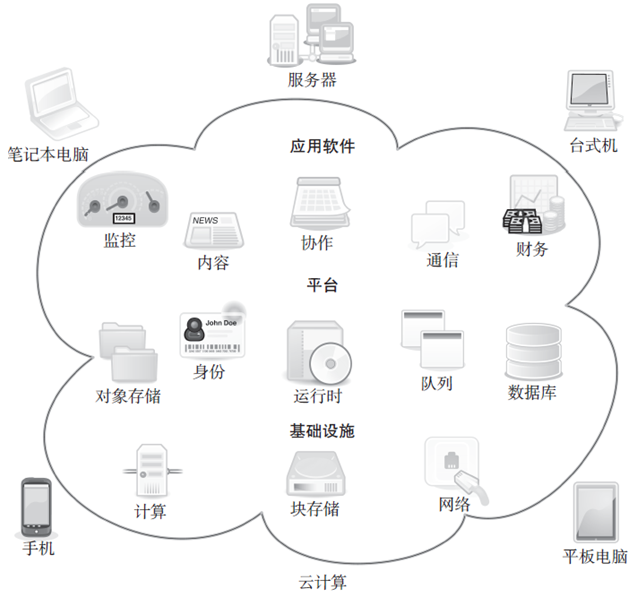 服务器
笔记本电脑
台式机
应用软件
12345
监控
NEWS
内容
协作
通信
财务
平台
John Doe
对象存储
身份
运行时
队列
数据库
基础设施
计算
块存储
网络
手机
平板电脑
云计算